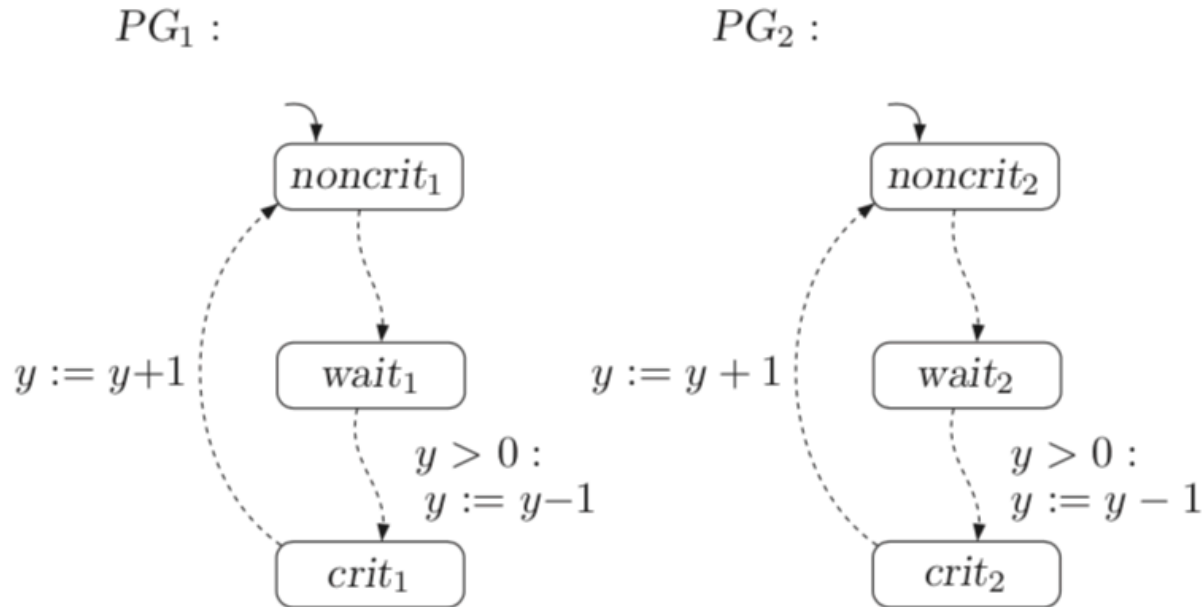 PG₁ :
noncrit₁
y := y+1
wait₁
y > 0 :
y := y−1
crit₁
PG₂ :
noncrit₂
y := y + 1
wait₂
y > 0 :
y := y − 1
crit₂